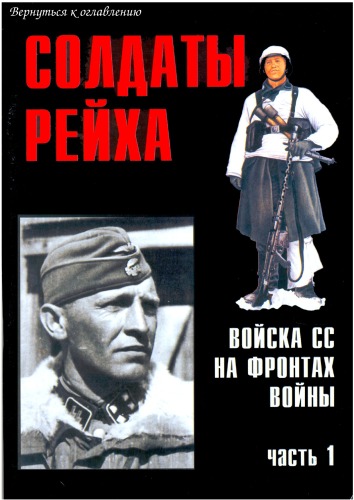 Вернуться к оглавлению
СОЛДАТЫ
РЕЙХА
ВОЙСКА СС
НА ФРОНТАХ
ВОЙНЫ
часть 1